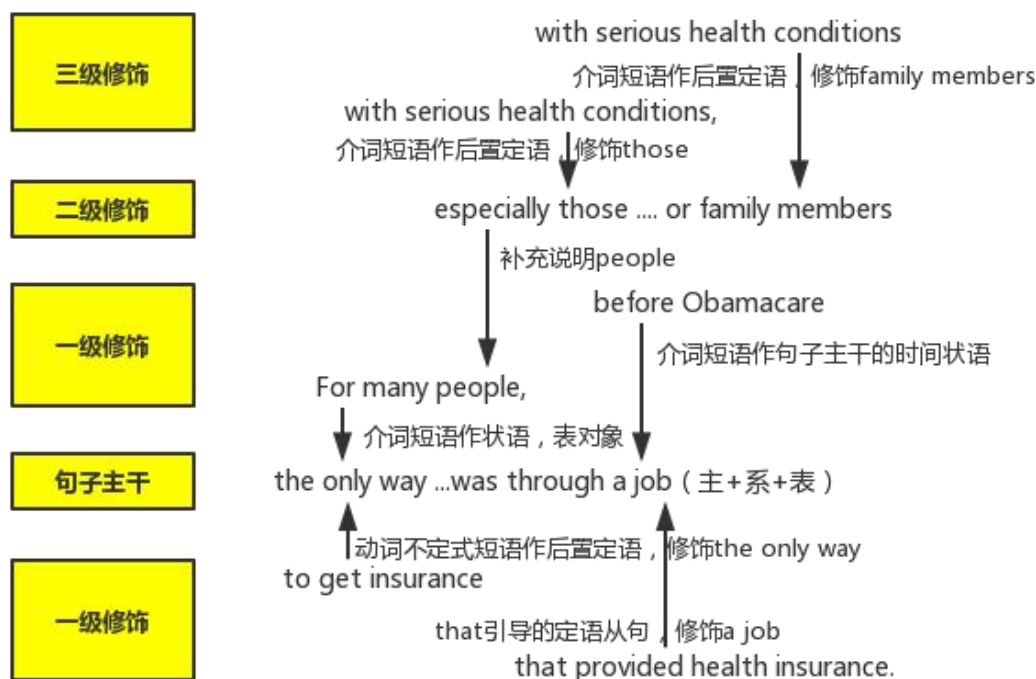 with serious health conditions
三级修饰
介词短语作后置定语，修饰family members
with serious health conditions,
介词短语作后置定语，修饰those
二级修饰
especially those .... or family members
补充说明people
before Obamacare
一级修饰
介词短语作句子主干的时间状语
For many people,
介词短语作状语，表对象
句子主干
the only way ...was through a job（主+系+表）
动词不定式短语作后置定语，修饰the only way
to get insurance
一级修饰
that引导的定语从句，修饰a job
that provided health insurance.